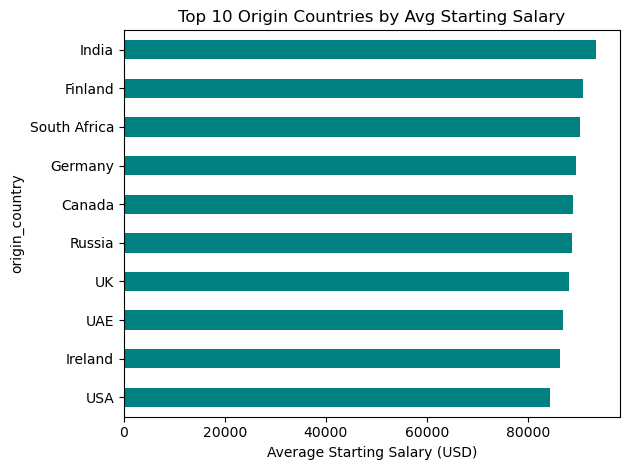 Top 10 Origin Countries by Avg Starting Salary
origin_country
India
Finland
South Africa
Germany
Canada
Russia
UK
UAE
Ireland
USA
0 20000 40000 60000 80000
Average Starting Salary (USD)